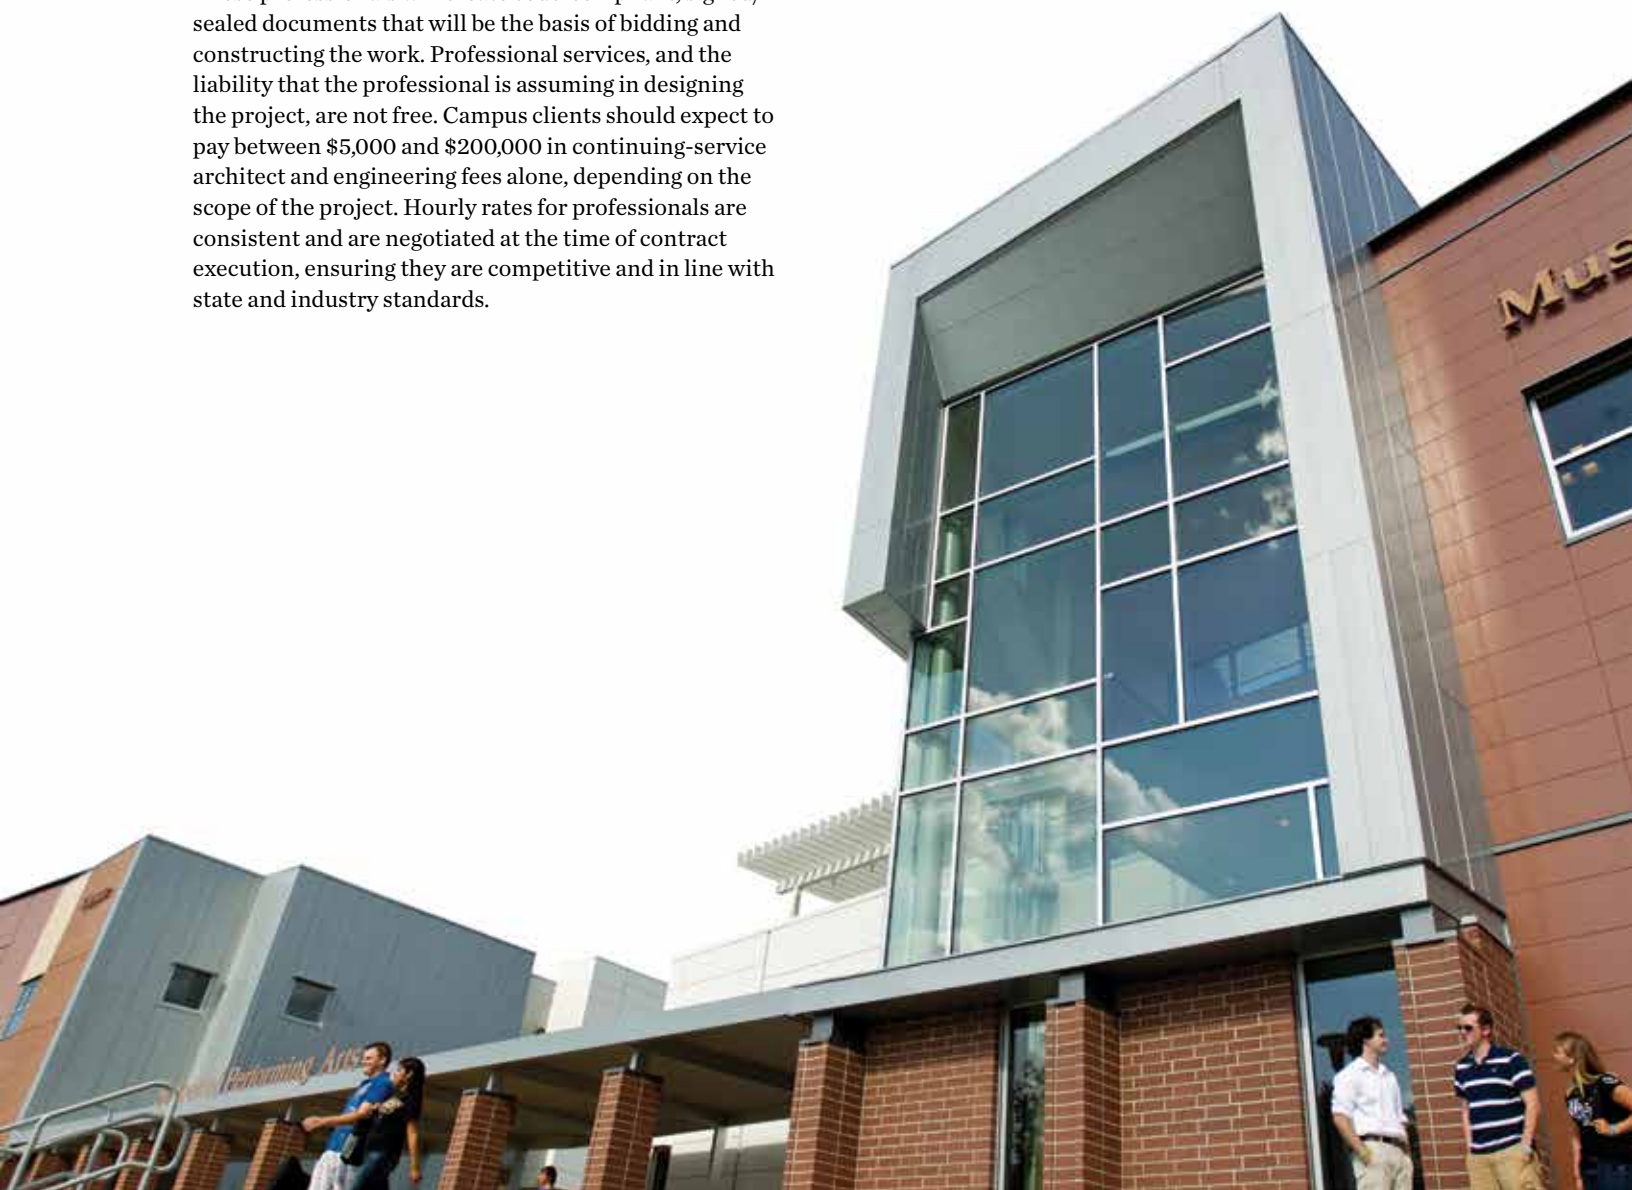 sealed documents that will be the basis of bidding and
constructing the work. Professional services, and the
liability that the professional is assuming in designing
the project, are not free. Campus clients should expect to
pay between $5,000 and $200,000 in continuing-service
architect and engineering fees alone, depending on the
scope of the project. Hourly rates for professionals are
consistent and are negotiated at the time of contract
execution, ensuring they are competitive and in line with
state and industry standards.
Mus
Performing Arts